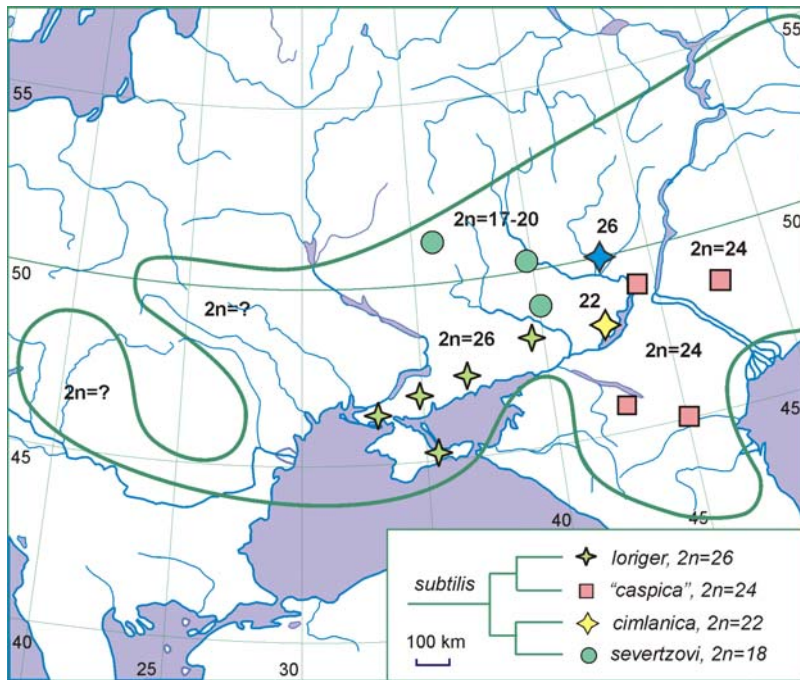 55
55
2n=17-20
26
50
2n=24
50
2n=?
22
2n=26
2n=24
2n=?
45
45
40
45
loriger, 2n=26
subtilis
"caspica", 2n=24
cimlanica, 2n=22
40
100 km
severtzovi, 2n=18
25
30